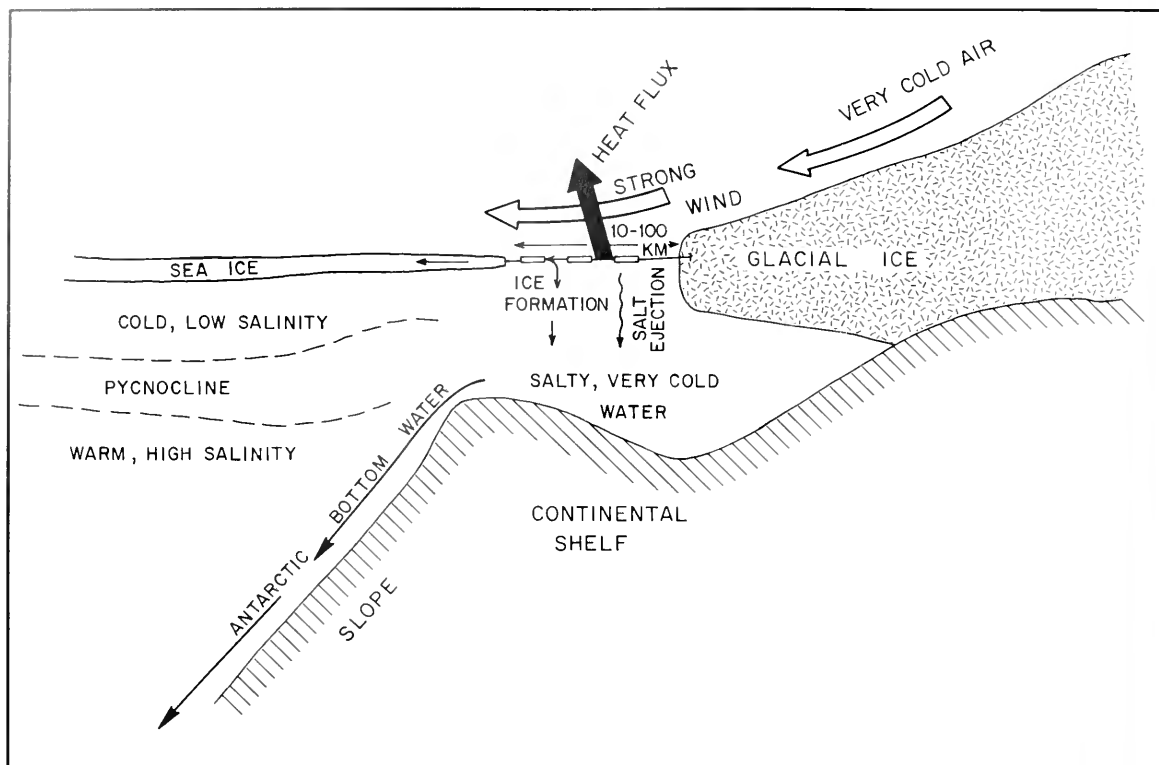 VERY COLD AIR
HEAT FLUX
STRONG
WIND
10-100
KM
GLACIAL ICE
SEA ICE
ICE
FORMATION
SALT
EJECTION
COLD, LOW SALINITY
PYCNOCLINE
SALTY, VERY COLD
WATER
WARM, HIGH SALINITY
ANTARCTIC BOTTOM WATER
CONTINENTAL
SHELF
SLOPE